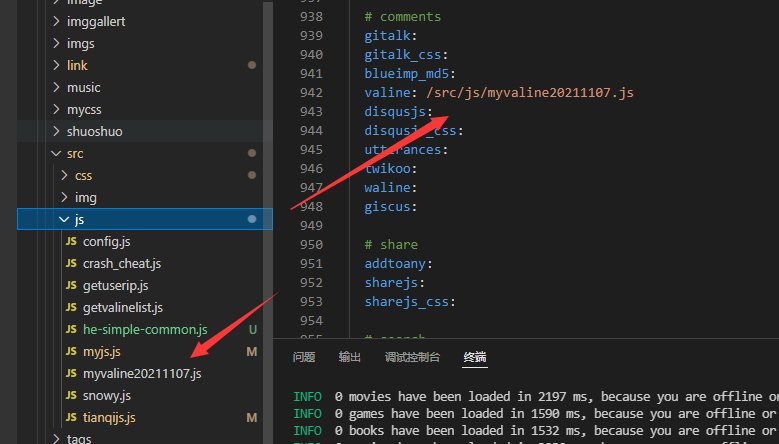 image
imggallert
imgs
link
music
mycss
shuoshuo
src
css
img
js
JS config.js
JS crash_cheat.js
JS getuserip.js
JS getvalinelist.js
JS he-simple-common.js U
JS myjs.js M
JS myvaline20211107.js
JS snowy.js
JS tianqijs.js M
tags
938 # comments
939 gitalk:
940 gitalk_css:
941 blueimp_md5:
942 valine: /src/js/myvaline20211107.js
943 disqusjs:
944 disqusjs_css:
945 utterances:
946 twikoo:
947 waline:
948 giscus:
949
950 # share
951 addtoany:
952 sharejs:
953 sharejs_css:
954
问题 输出 调试控制台 终端
INFO 0 movies have been loaded in 2197 ms, because you are offline or
INFO 0 games have been loaded in 1590 ms, because you are offline or
INFO 0 books have been loaded in 1532 ms, because you are offline or